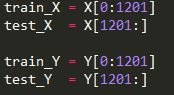 train_X = X[0:1201]
test_X  = X[1201:]
train_Y = Y[0:1201]
test_Y  = Y[1201:]